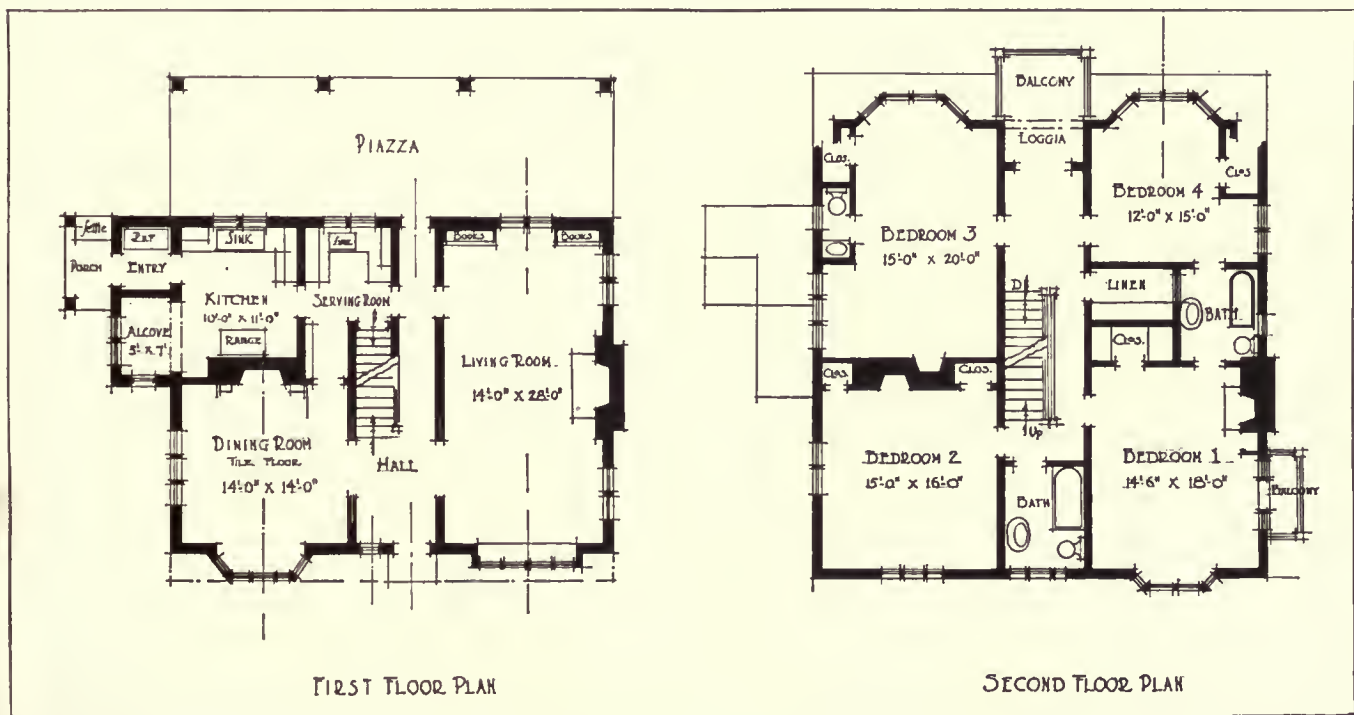 PIAZZA
Settle
REF
SINK
SINK
BOOKS
BOOKS
PORCH
ENTRY
KITCHEN
10'-0" X 11'-0"
SERVING ROOM
ALCOVE
5' X 7'
RANGE
LIVING ROOM
14'-0" X 28'-0"
DINING ROOM
TILE FLOOR
14'-0" X 14'-0"
HALL
FIRST FLOOR PLAN
BALCONY
LOGGIA
CLOS.
CLOS
BEDROOM 3
15'-0" X 20'-0"
BEDROOM 4
12'-0" X 15'-0"
D
LINEN
BATH
CLOS.
CLOS.
CLOS.
UP
BEDROOM 2
15'-0" X 16'-0"
BATH
BEDROOM 1
14'-6" X 18'-0"
BALCONY
SECOND FLOOR PLAN